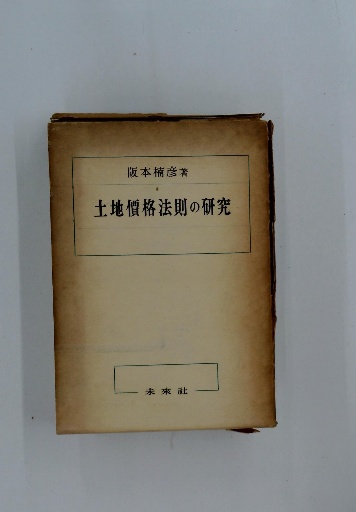 阪本楠彦著
土地價格法則の研究
未來社